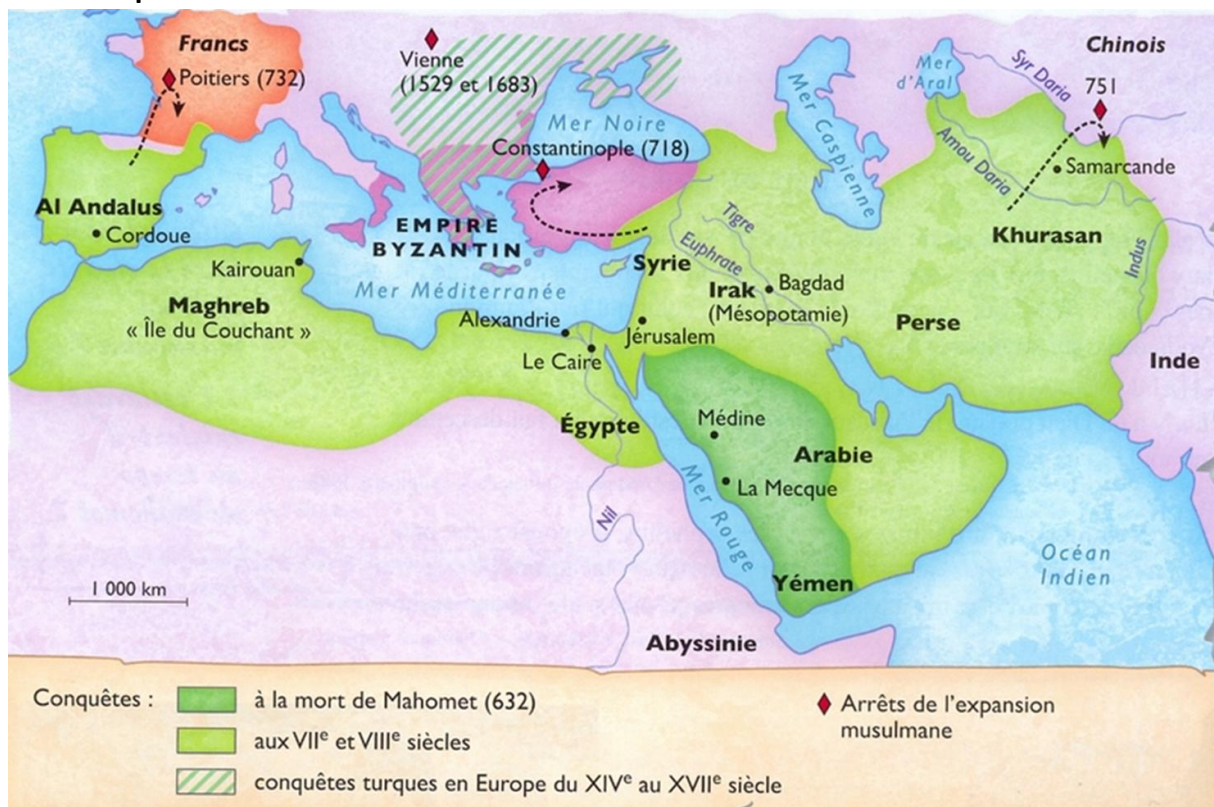 Francs
Poitiers (732)
Vienne
(1529 et 1683)
Chinois
751
Mer
d'Aral
Syr Daria
Amou Daria
Samarcande
Mer Noire
Constantinople (718)
Mer Caspienne
Al Andalus
Cordoue
EMPIRE
BYZANTIN
Khurasan
Indus
Tigre
Euphrate
Syrie
Kairouan
Mer Méditerranée
Maghreb
« Île du Couchant »
Alexandrie
Le Caire
Jérusalem
Irak
(Mésopotamie)
Bagdad
Perse
Inde
Égypte
Médine
Arabie
La Mecque
Mer Rouge
Nil
Océan
Indien
Yémen
Abyssinie
1 000 km
Conquêtes :
à la mort de Mahomet (632)
aux VIIe et VIIIe siècles
conquêtes turques en Europe du XIVe au XVIIe siècle
Arrêts de l'expansion
musulmane